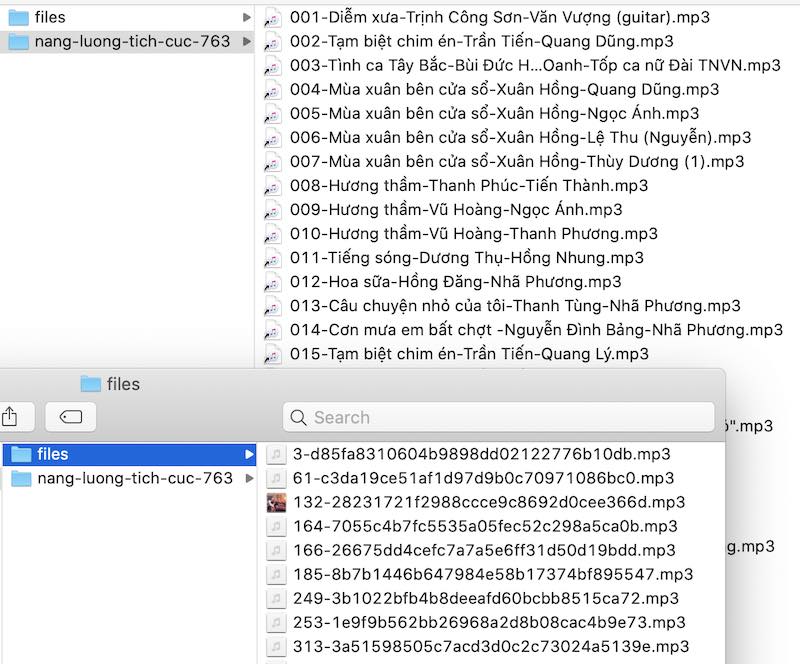 files
nang-luong-tich-cuc-763
001-Diễm xưa-Trịnh Công Sơn-Văn Vượng (guitar).mp3
002-Tạm biệt chim én-Trần Tiến-Quang Dũng.mp3
003-Tình ca Tây Bắc-Bùi Đức H...Oanh-Tốp ca nữ Đài TNVN.mp3
004-Mùa xuân bên cửa sổ-Xuân Hồng-Quang Dũng.mp3
005-Mùa xuân bên cửa sổ-Xuân Hồng-Ngọc Ánh.mp3
006-Mùa xuân bên cửa sổ-Xuân Hồng-Lệ Thu (Nguyễn).mp3
007-Mùa xuân bên cửa sổ-Xuân Hồng-Thùy Dương (1).mp3
008-Hương thầm-Thanh Phúc-Tiến Thành.mp3
009-Hương thầm-Vũ Hoàng-Ngọc Ánh.mp3
010-Hương thầm-Vũ Hoàng-Thanh Phương.mp3
011-Tiếng sóng-Dương Thụ-Hồng Nhung.mp3
012-Hoa sữa-Hồng Đăng-Nhã Phương.mp3
013-Câu chuyện nhỏ của tôi-Thanh Tùng-Nhã Phương.mp3
014-Cơn mưa em bất chợt -Nguyễn Đình Bảng-Nhã Phương.mp3
015-Tạm biệt chim én-Trần Tiến-Quang Lý.mp3
files
Search
".mp3
g.mp3
files
nang-luong-tich-cuc-763
3-d85fa8310604b9898dd02122776b10db.mp3
61-c3da19ce51af1d97d9b0c70971086bc0.mp3
132-28231721f2988ccce9c8692d0cee366d.mp3
164-7055c4b7fc5535a05fec52c298a5ca0b.mp3
166-26675dd4cefc7a7a5e6ff31d50d19bdd.mp3
185-8b7b1446b647984e58b17374bf895547.mp3
249-3b1022bfb4b8deeafd60bcbb8515ca72.mp3
253-1e9f9b562bb26968a2d8b08cac4b9e73.mp3
313-3a51598505c7acd3d0c2c73024a5139e.mp3